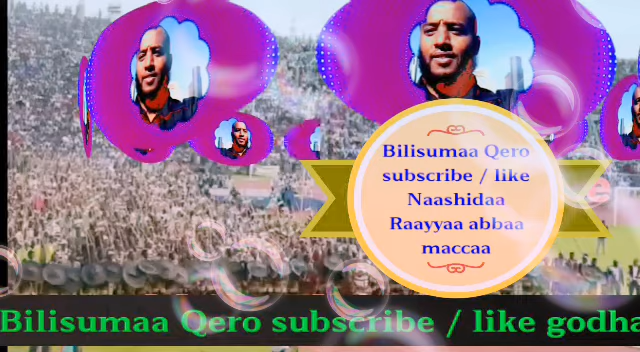 Bilisumaa Qero
subscribe / like
Naashidaa
Raayyaa abbaa
maccaa
Bilisumaa Qero subscribe / like godha